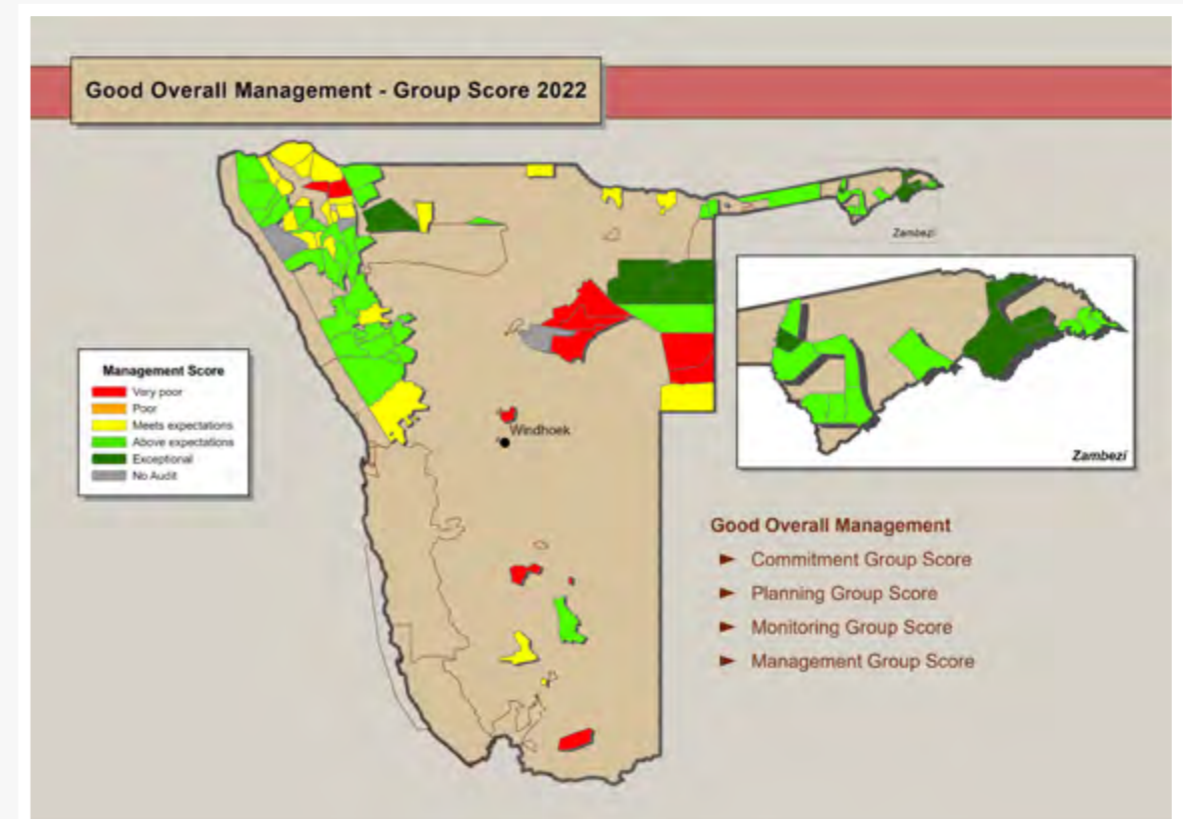 Good Overall Management - Group Score 2022
Zambezi
Management Score
Very poor
Poor
Meets expectations
Above expectations
Exceptional
No Audit
Windhoek
Zambezi
Good Overall Management
► Commitment Group Score
► Planning Group Score
► Monitoring Group Score
► Management Group Score